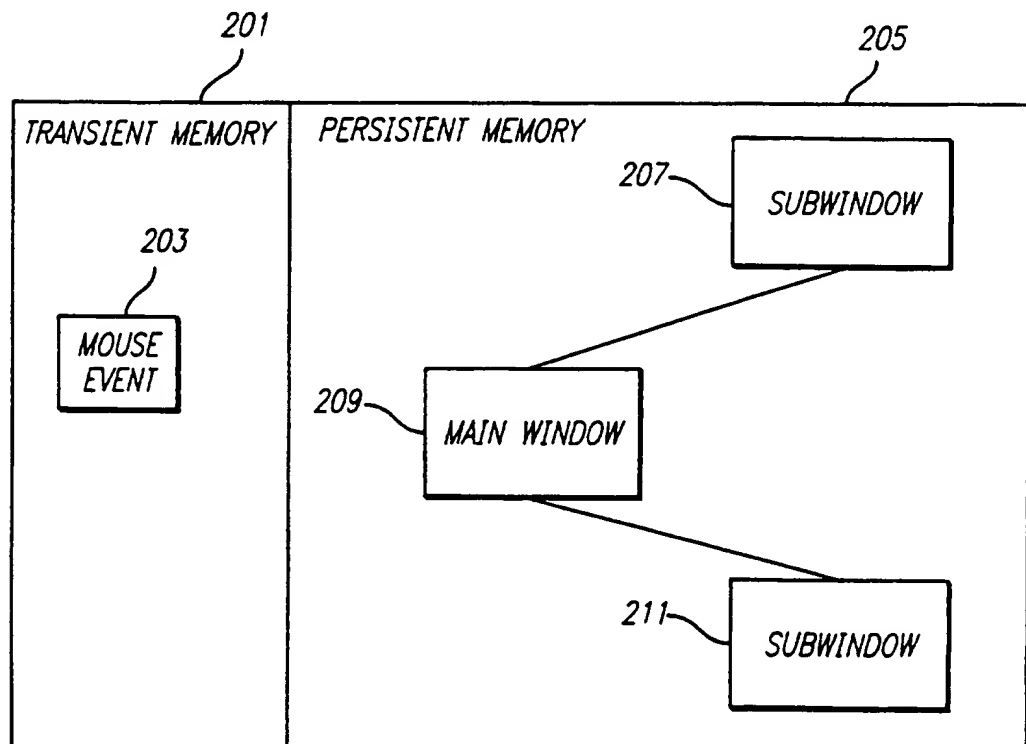 201
205
TRANSIENT MEMORY
PERSISTENT MEMORY
207
SUBWINDOW
203
MOUSE
EVENT
209
MAIN WINDOW
211
SUBWINDOW